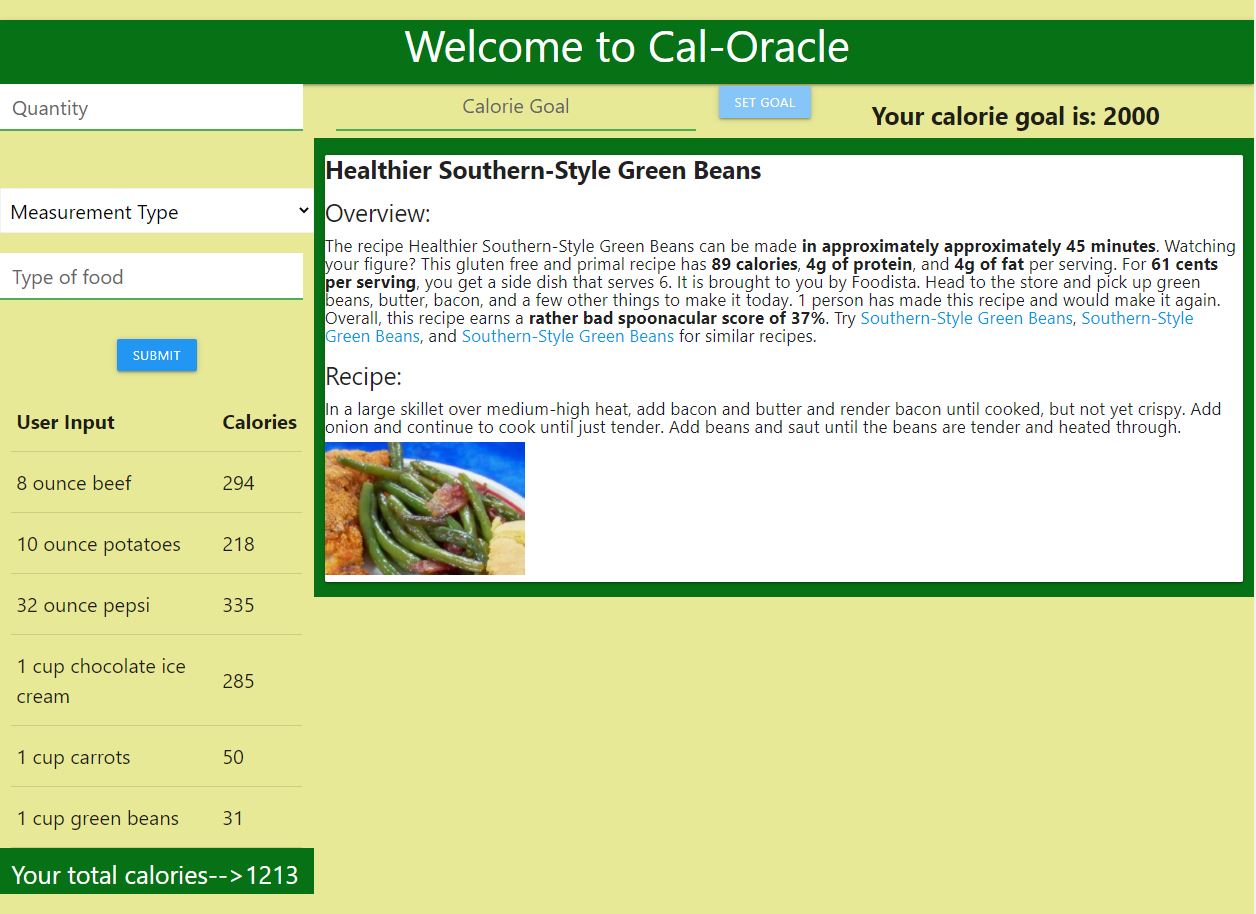 Welcome to Cal-Oracle
Quantity
Calorie Goal
SET GOAL
Your calorie goal is: 2000
Measurement Type
Type of food
SUBMIT
User Input Calories
8 ounce beef 294
10 ounce potatoes 218
32 ounce pepsi 335
1 cup chocolate ice
cream 285
1 cup carrots 50
1 cup green beans 31
Your total calories-->1213
Healthier Southern-Style Green Beans
Overview:
The recipe Healthier Southern-Style Green Beans can be made in approximately approximately 45 minutes. Watching
your figure? This gluten free and primal recipe has 89 calories, 4g of protein, and 4g of fat per serving. For 61 cents
per serving, you get a side dish that serves 6. It is brought to you by Foodista. Head to the store and pick up green
beans, butter, bacon, and a few other things to make it today. 1 person has made this recipe and would make it again.
Overall, this recipe earns a rather bad spoonacular score of 37%. Try Southern-Style Green Beans, Southern-Style
Green Beans, and Southern-Style Green Beans for similar recipes.
Recipe:
In a large skillet over medium-high heat, add bacon and butter and render bacon until cooked, but not yet crispy. Add
onion and continue to cook until just tender. Add beans and saut until the beans are tender and heated through.